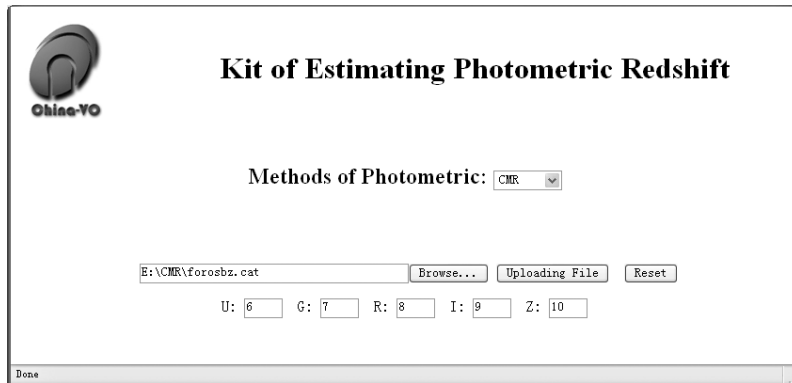 China-VO
Kit of Estimating Photometric Redshift
Methods of Photometric: CMR
E:\CMR\forosbz.cat Browse... Uploading File Reset
U: 6 G: 7 R: 8 I: 9 Z: 10
Done